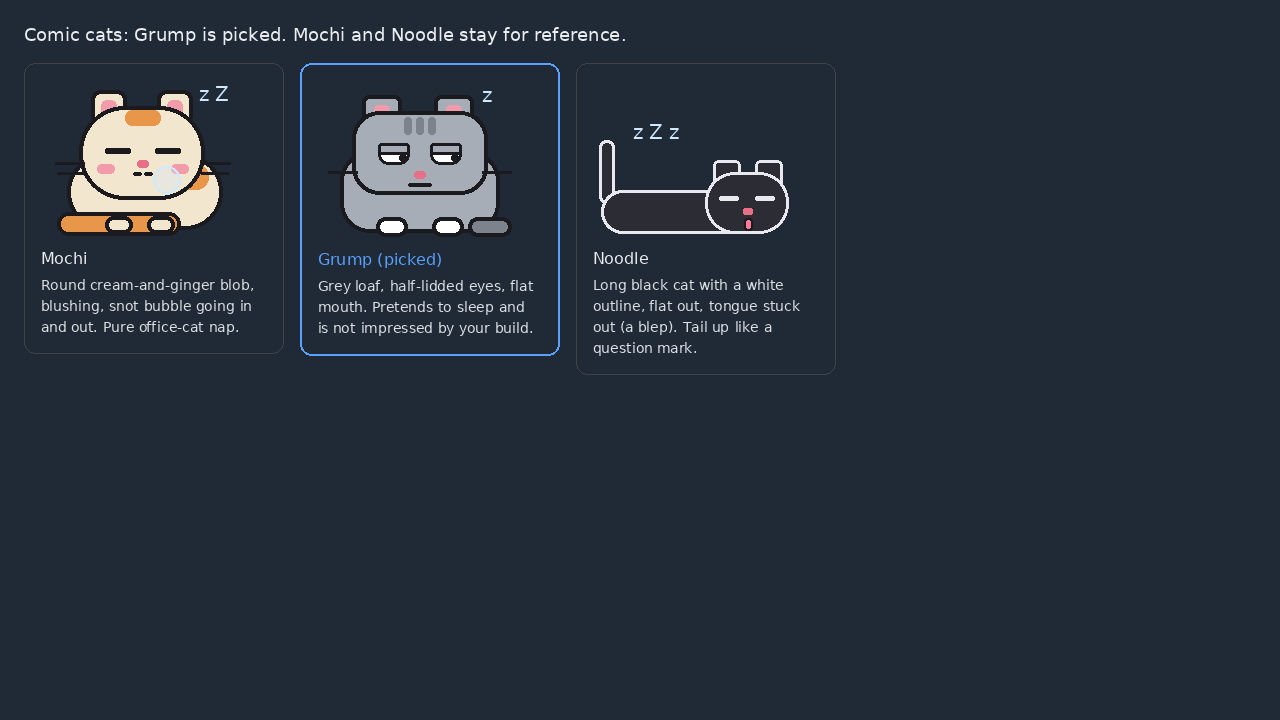 Comic cats: Grump is picked. Mochi and Noodle stay for reference.
z Z
Mochi
Round cream-and-ginger blob,
blushing, snot bubble going in
and out. Pure office-cat nap.
z
Grump (picked)
Grey loaf, half-lidded eyes, flat
mouth. Pretends to sleep and
is not impressed by your build.
z Z z
Noodle
Long black cat with a white
outline, flat out, tongue stuck
out (a blep). Tail up like a
question mark.